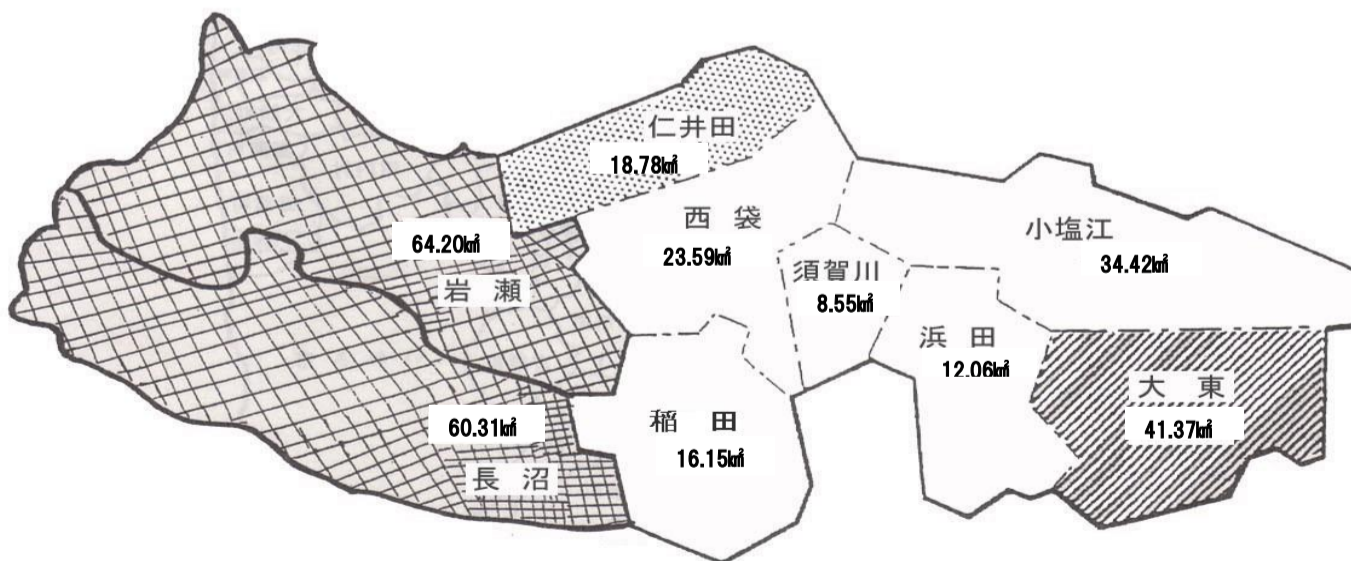 仁井田
18.78㎢
西袋
23.59㎢
小塩江
34.42㎢
64.20㎢
岩瀬
須賀川
8.55㎢
浜田
12.06㎢
大東
41.37㎢
60.31㎢
長沼
稲田
16.15㎢